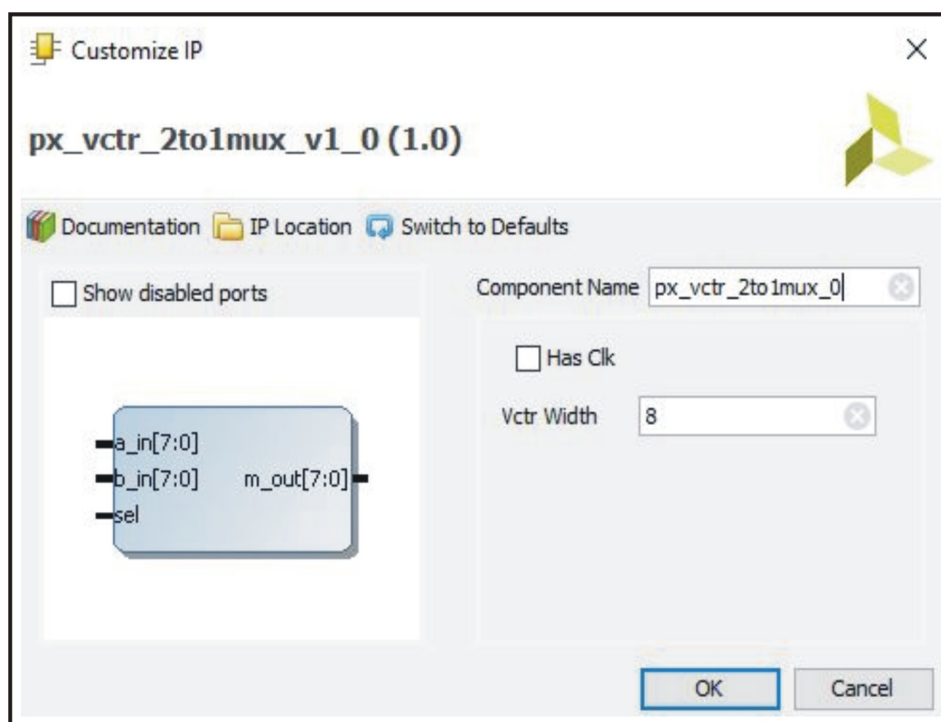 Customize IP
px_vctr_2to1mux_v1_0 (1.0)
Documentation IP Location Switch to Defaults
Show disabled ports
a_in[7:0]
b_in[7:0] m_out[7:0]
sel
Component Name px_vctr_2to1mux_0
Has Clk
Vctr Width 8
OK Cancel